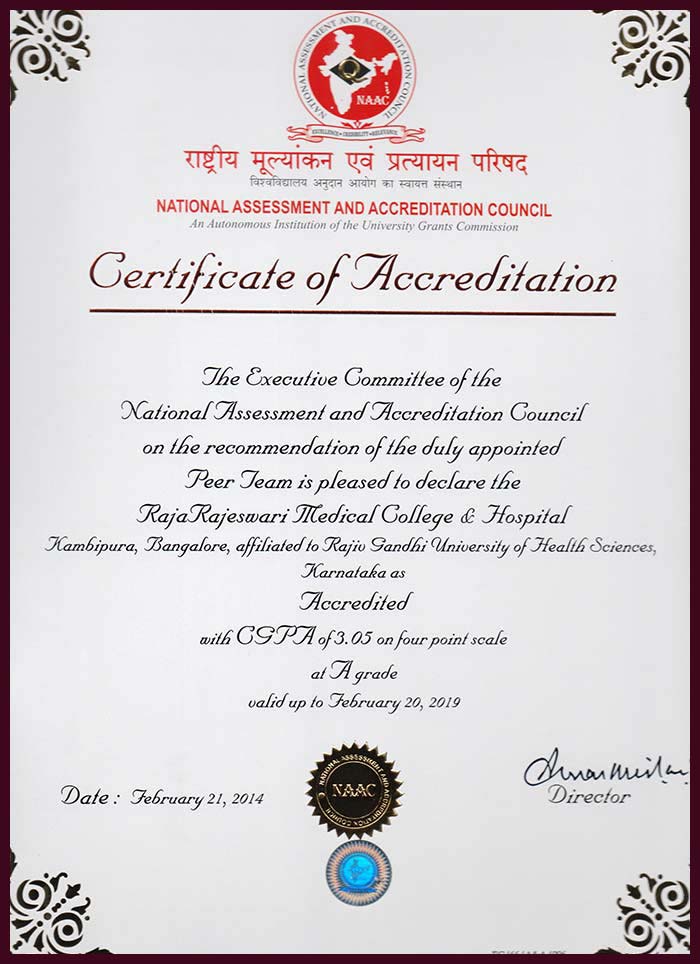 NATIONAL ASSESSMENT AND ACCREDITATION COUNCIL
Q
NAAC
EXCELLENCE • CREDIBILITY • RELEVANCE
राष्ट्रीय मूल्यांकन एवं प्रत्यायन परिषद
विश्वविद्यालय अनुदान आयोग का स्वायत्त संस्थान
NATIONAL ASSESSMENT AND ACCREDITATION COUNCIL
An Autonomous Institution of the University Grants Commission
Certificate of Accreditation
The Executive Committee of the
National Assessment and Accreditation Council
on the recommendation of the duly appointed
Peer Team is pleased to declare the
RajaRajeswari Medical College & Hospital
Kambipura, Bangalore, affiliated to Rajiv Gandhi University of Health Sciences,
Karnataka as
Accredited
with CGPA of 3.05 on four point scale
at A grade
valid up to February 20, 2019
NATIONAL ASSESSMENT AND ACCREDITATION COUNCIL
NAAC
Date : February 21, 2014
Director